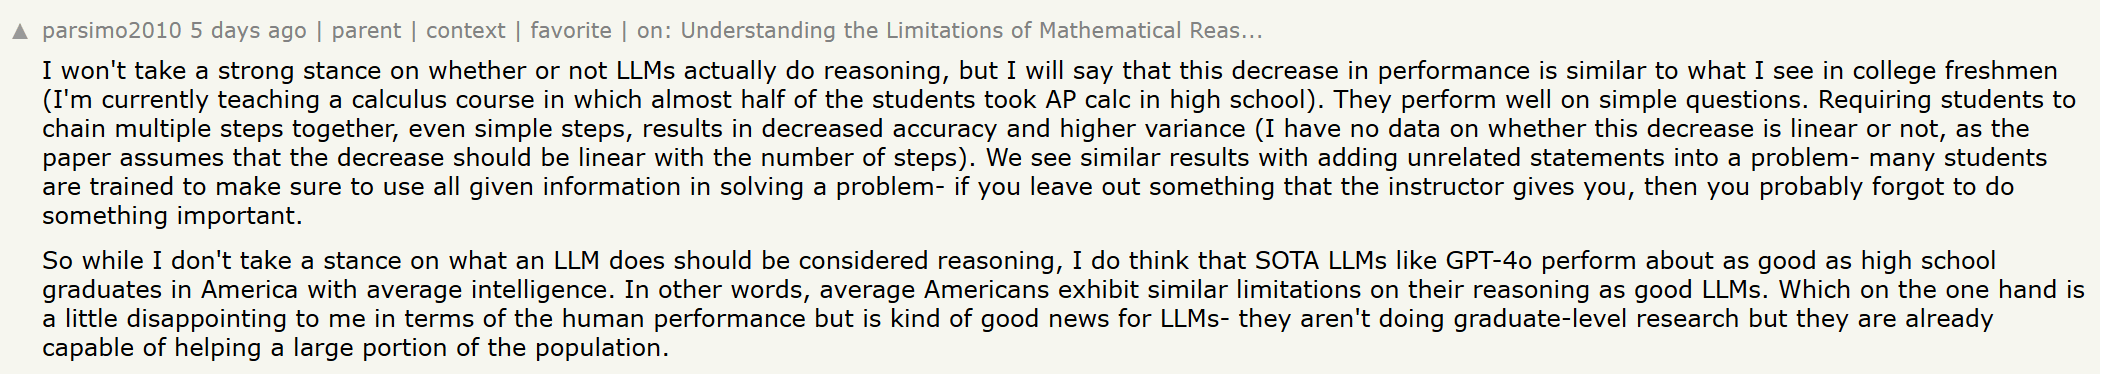 ▲ parsimo2010 5 days ago | parent | context | favorite | on: Understanding the Limitations of Mathematical Reas...
I won't take a strong stance on whether or not LLMs actually do reasoning, but I will say that this decrease in performance is similar to what I see in college freshmen
(I'm currently teaching a calculus course in which almost half of the students took AP calc in high school). They perform well on simple questions. Requiring students to
chain multiple steps together, even simple steps, results in decreased accuracy and higher variance (I have no data on whether this decrease is linear or not, as the
paper assumes that the decrease should be linear with the number of steps). We see similar results with adding unrelated statements into a problem- many students
are trained to make sure to use all given information in solving a problem- if you leave out something that the instructor gives you, then you probably forgot to do
something important.
So while I don't take a stance on what an LLM does should be considered reasoning, I do think that SOTA LLMs like GPT-4o perform about as good as high school
graduates in America with average intelligence. In other words, average Americans exhibit similar limitations on their reasoning as good LLMs. Which on the one hand is
a little disappointing to me in terms of the human performance but is kind of good news for LLMs- they aren't doing graduate-level research but they are already
capable of helping a large portion of the population.